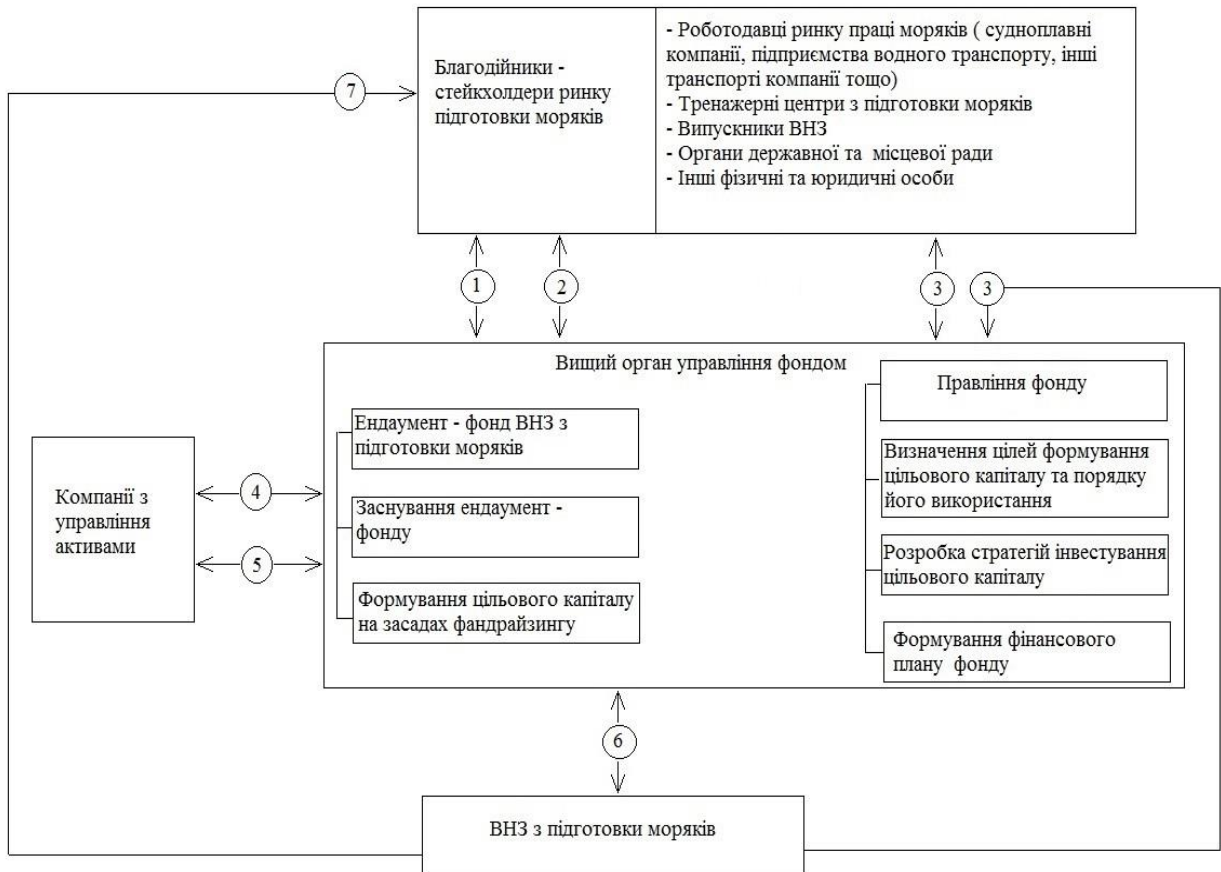 Благодійники -
стейкхолдери ринку
підготовки моряків
- Роботодавці ринку праці моряків ( судноплавні
компанії, підприємства водного транспорту, інші
транспорті компанії тощо)
- Тренажерні центри з підготовки моряків
- Випускники ВНЗ
- Органи державної та місцевої ради
- Інші фізичні та юридичні особи
7
1
2
3
3
Вищий орган управління фондом
Ендаумент - фонд ВНЗ з
підготовки моряків
Заснування ендаумент -
фонду
Формування цільового капіталу
на засадах фандрайзингу
Правління фонду
Визначення цілей формування
цільового капіталу та порядку
його використання
Розробка стратегій інвестування
цільового капіталу
Формування фінансового
плану фонду
Компанії з
управління
активами
4
5
6
ВНЗ з підготовки моряків